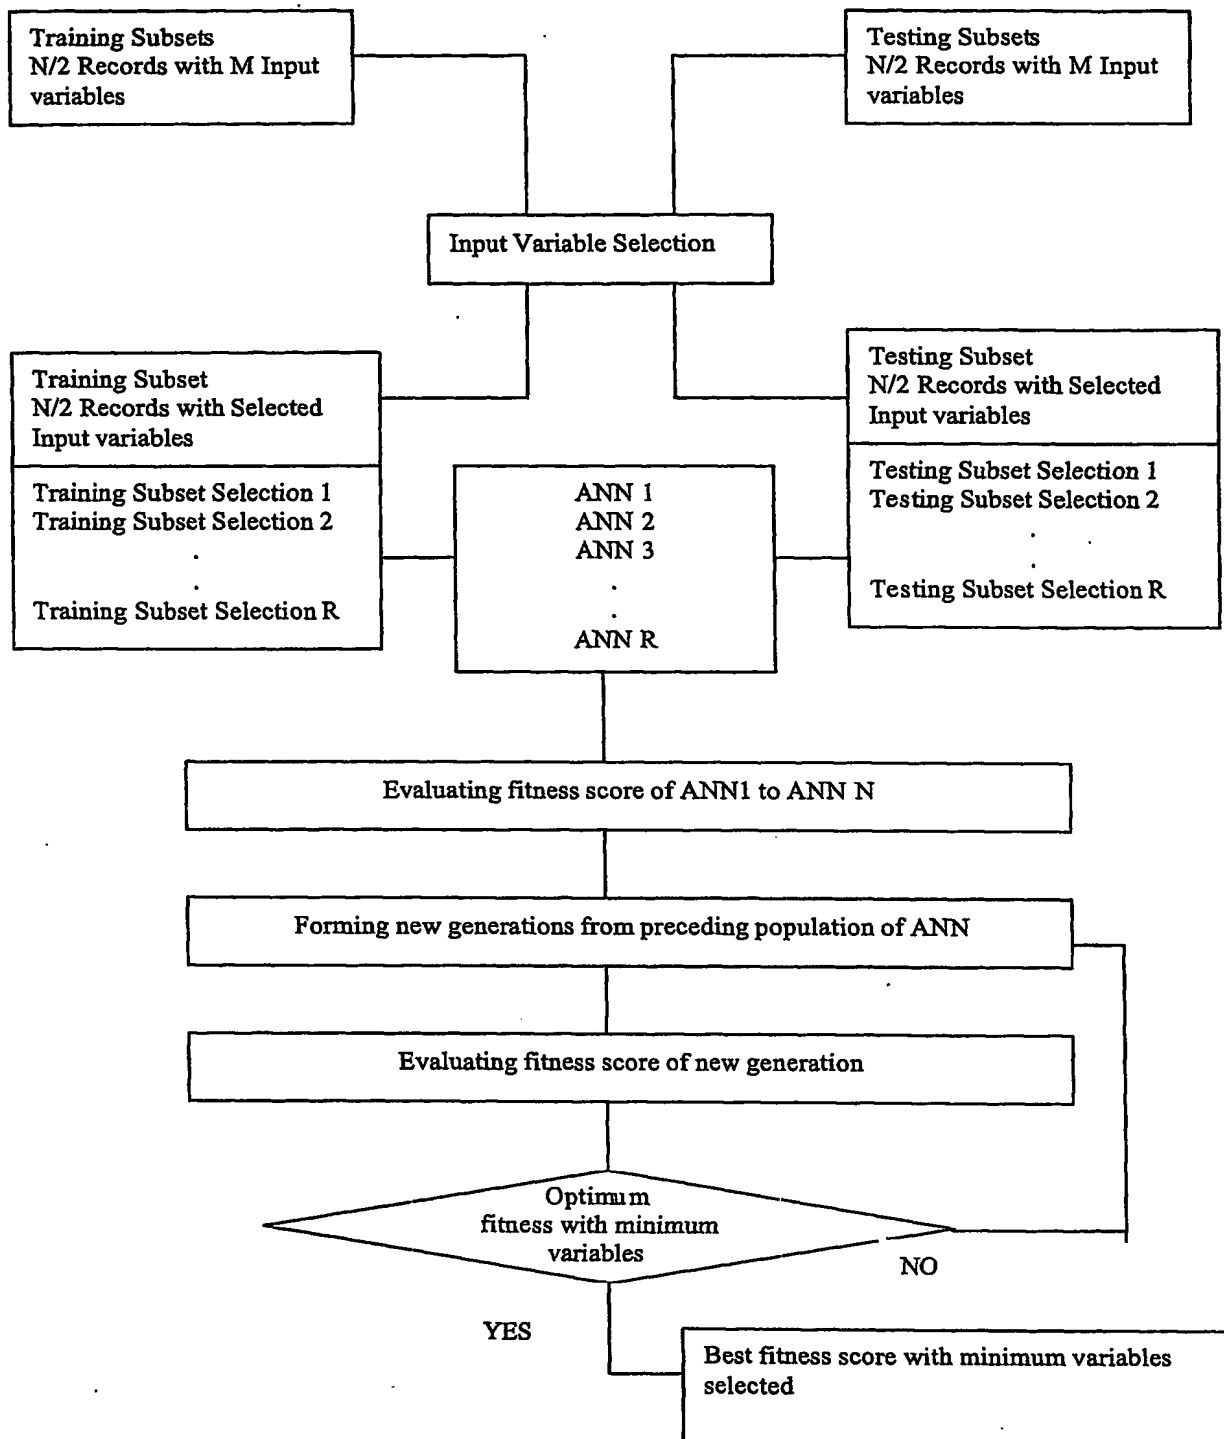 Training Subsets
N/2 Records with M Input
variables
Testing Subsets
N/2 Records with M Input
variables
Input Variable Selection
Training Subset
N/2 Records with Selected
Input variables
Training Subset Selection 1
Training Subset Selection 2
.
.
Training Subset Selection R
ANN 1
ANN 2
ANN 3
.
.
ANN R
Testing Subset
N/2 Records with Selected
Input variables
Testing Subset Selection 1
Testing Subset Selection 2
.
.
Testing Subset Selection R
Evaluating fitness score of ANN1 to ANN N
Forming new generations from preceding population of ANN
Evaluating fitness score of new generation
Optimum
fitness with minimum
variables
NO
YES
Best fitness score with minimum variables
selected